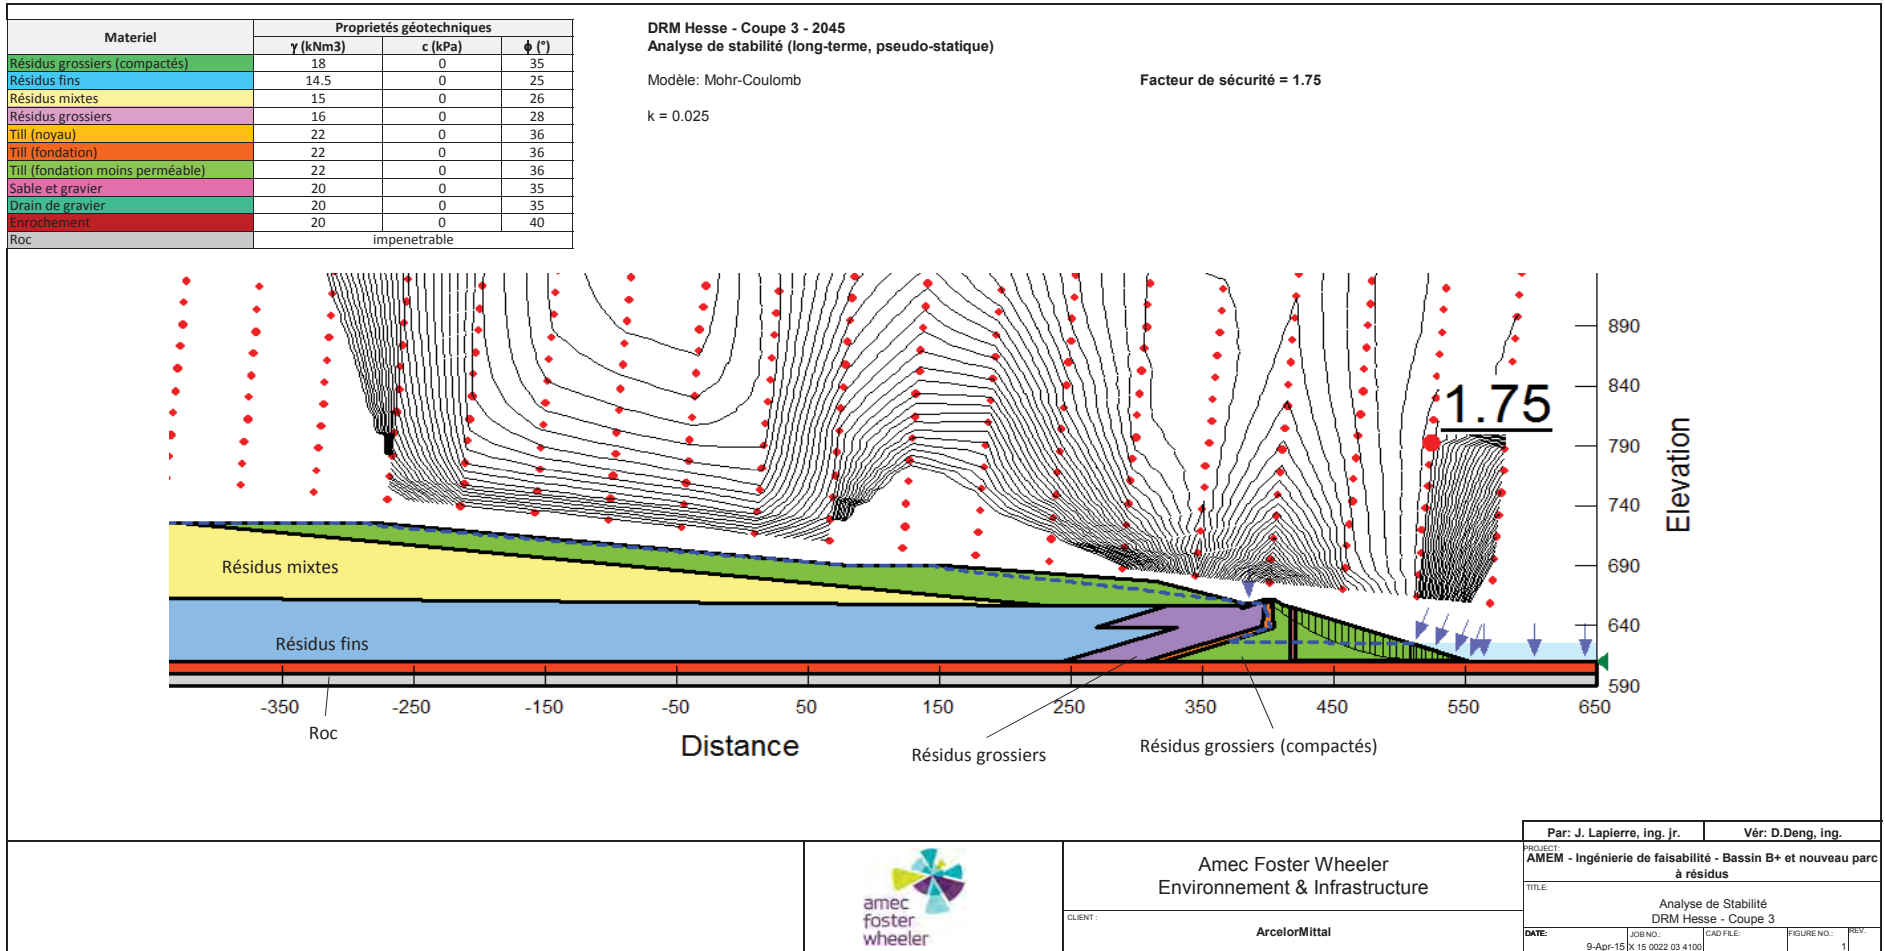 Materiel Propriétés géotechniques
γ (kNm3) c (kPa) ϕ (°)
Résidus grossiers (compactés) 18 0 35
Résidus fins 14.5 0 25
Résidus mixtes 15 0 26
Résidus grossiers 16 0 28
Till (noyau) 22 0 36
Till (fondation) 22 0 36
Till (fondation moins perméable) 22 0 36
Sable et gravier 20 0 35
Drain de gravier 20 0 35
Enrochement 20 0 40
Roc impenetrable
DRM Hesse - Coupe 3 - 2045
Analyse de stabilité (long-terme, pseudo-statique)
Modèle: Mohr-Coulomb
Facteur de sécurité = 1.75
k = 0.025
1.75
890
840
790
740
690
640
590
Elevation
Résidus mixtes
Résidus fins
-350 -250 -150 -50 50 150 250 350 450 550 650
Roc
Distance
Résidus grossiers
Résidus grossiers (compactés)
Par: J. Lapierre, ing. jr. Vér: D.Deng, ing.
amec
foster
wheeler
Amec Foster Wheeler
Environnement & Infrastructure
CLIENT :
ArcelorMittal
PROJECT:
AMEM - Ingénierie de faisabilité - Bassin B+ et nouveau parc
à résidus
TITLE:
Analyse de Stabilité
DRM Hesse - Coupe 3
DATE: JOB NO.: CAD FILE: FIGURE NO.: REV.
9-Apr-15 X 15 0022 03 4100 1